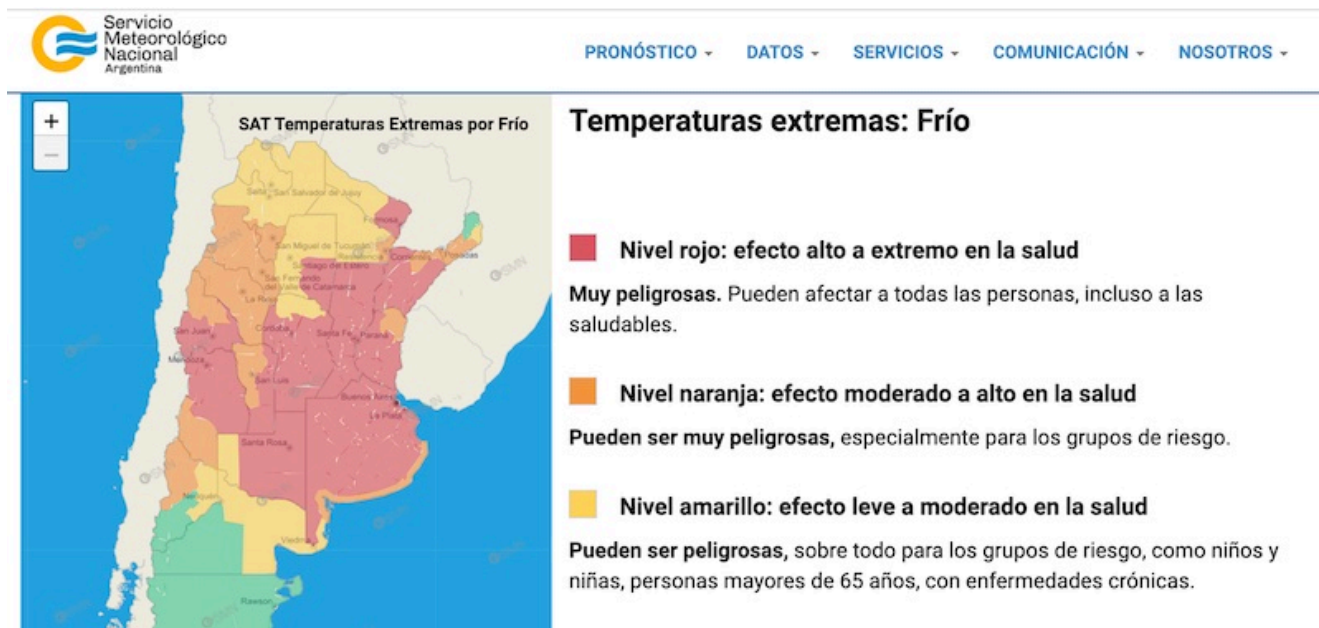 Servicio
Meteorológico
Nacional
Argentina
PRONÓSTICO
DATOS
SERVICIOS
COMUNICACIÓN
NOSOTROS
+
−
SAT Temperaturas Extremas por Frío
Salta
San Salvador de Jujuy
Formosa
San Miguel de Tucumán
Resistencia
Corrientes
Posadas
Santiago del Estero
San Fernando
del Valle de Catamarca
La Rioja
San Juan
Córdoba
Santa Fe
Paraná
Mendoza
San Luis
Buenos Aires
La Plata
Santa Rosa
Neuquén
Viedma
Rawson
SMN
Temperaturas extremas: Frío
Nivel rojo: efecto alto a extremo en la salud
Muy peligrosas. Pueden afectar a todas las personas, incluso a las
saludables.
Nivel naranja: efecto moderado a alto en la salud
Pueden ser muy peligrosas, especialmente para los grupos de riesgo.
Nivel amarillo: efecto leve a moderado en la salud
Pueden ser peligrosas, sobre todo para los grupos de riesgo, como niños y
niñas, personas mayores de 65 años, con enfermedades crónicas.